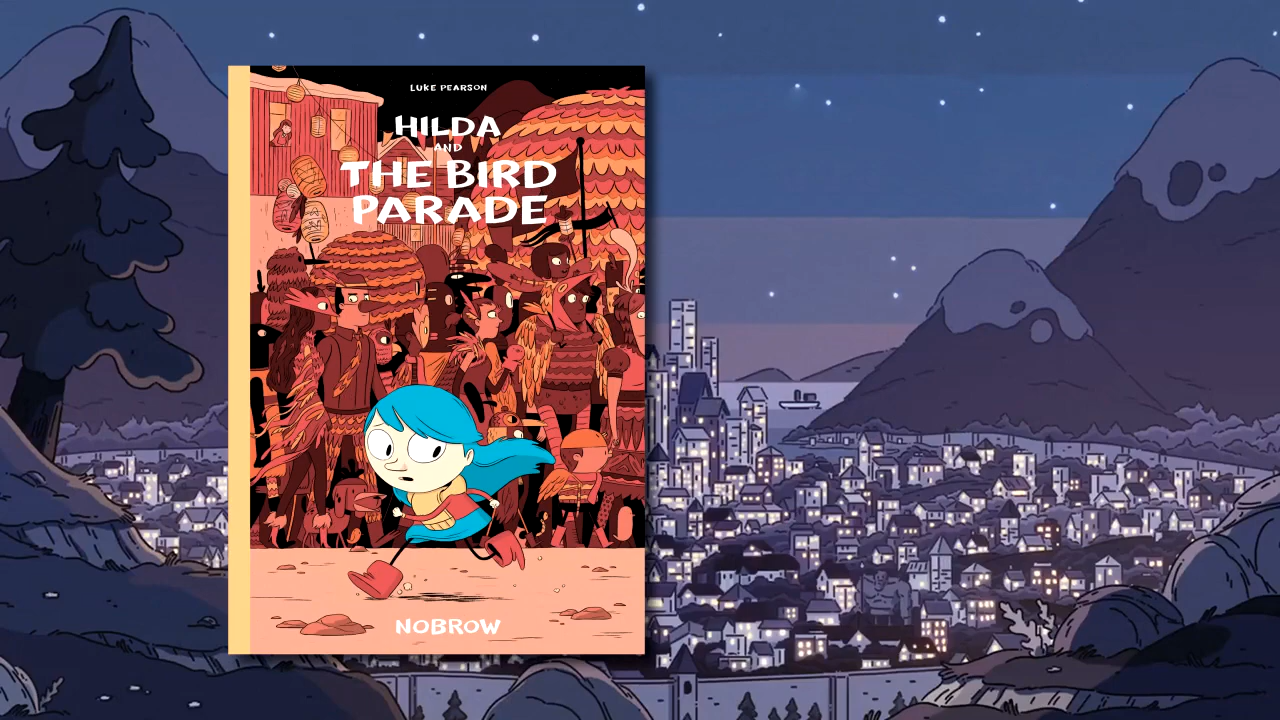 LUKE PEARSON
HILDA
AND
THE BIRD
PARADE
NOBROW